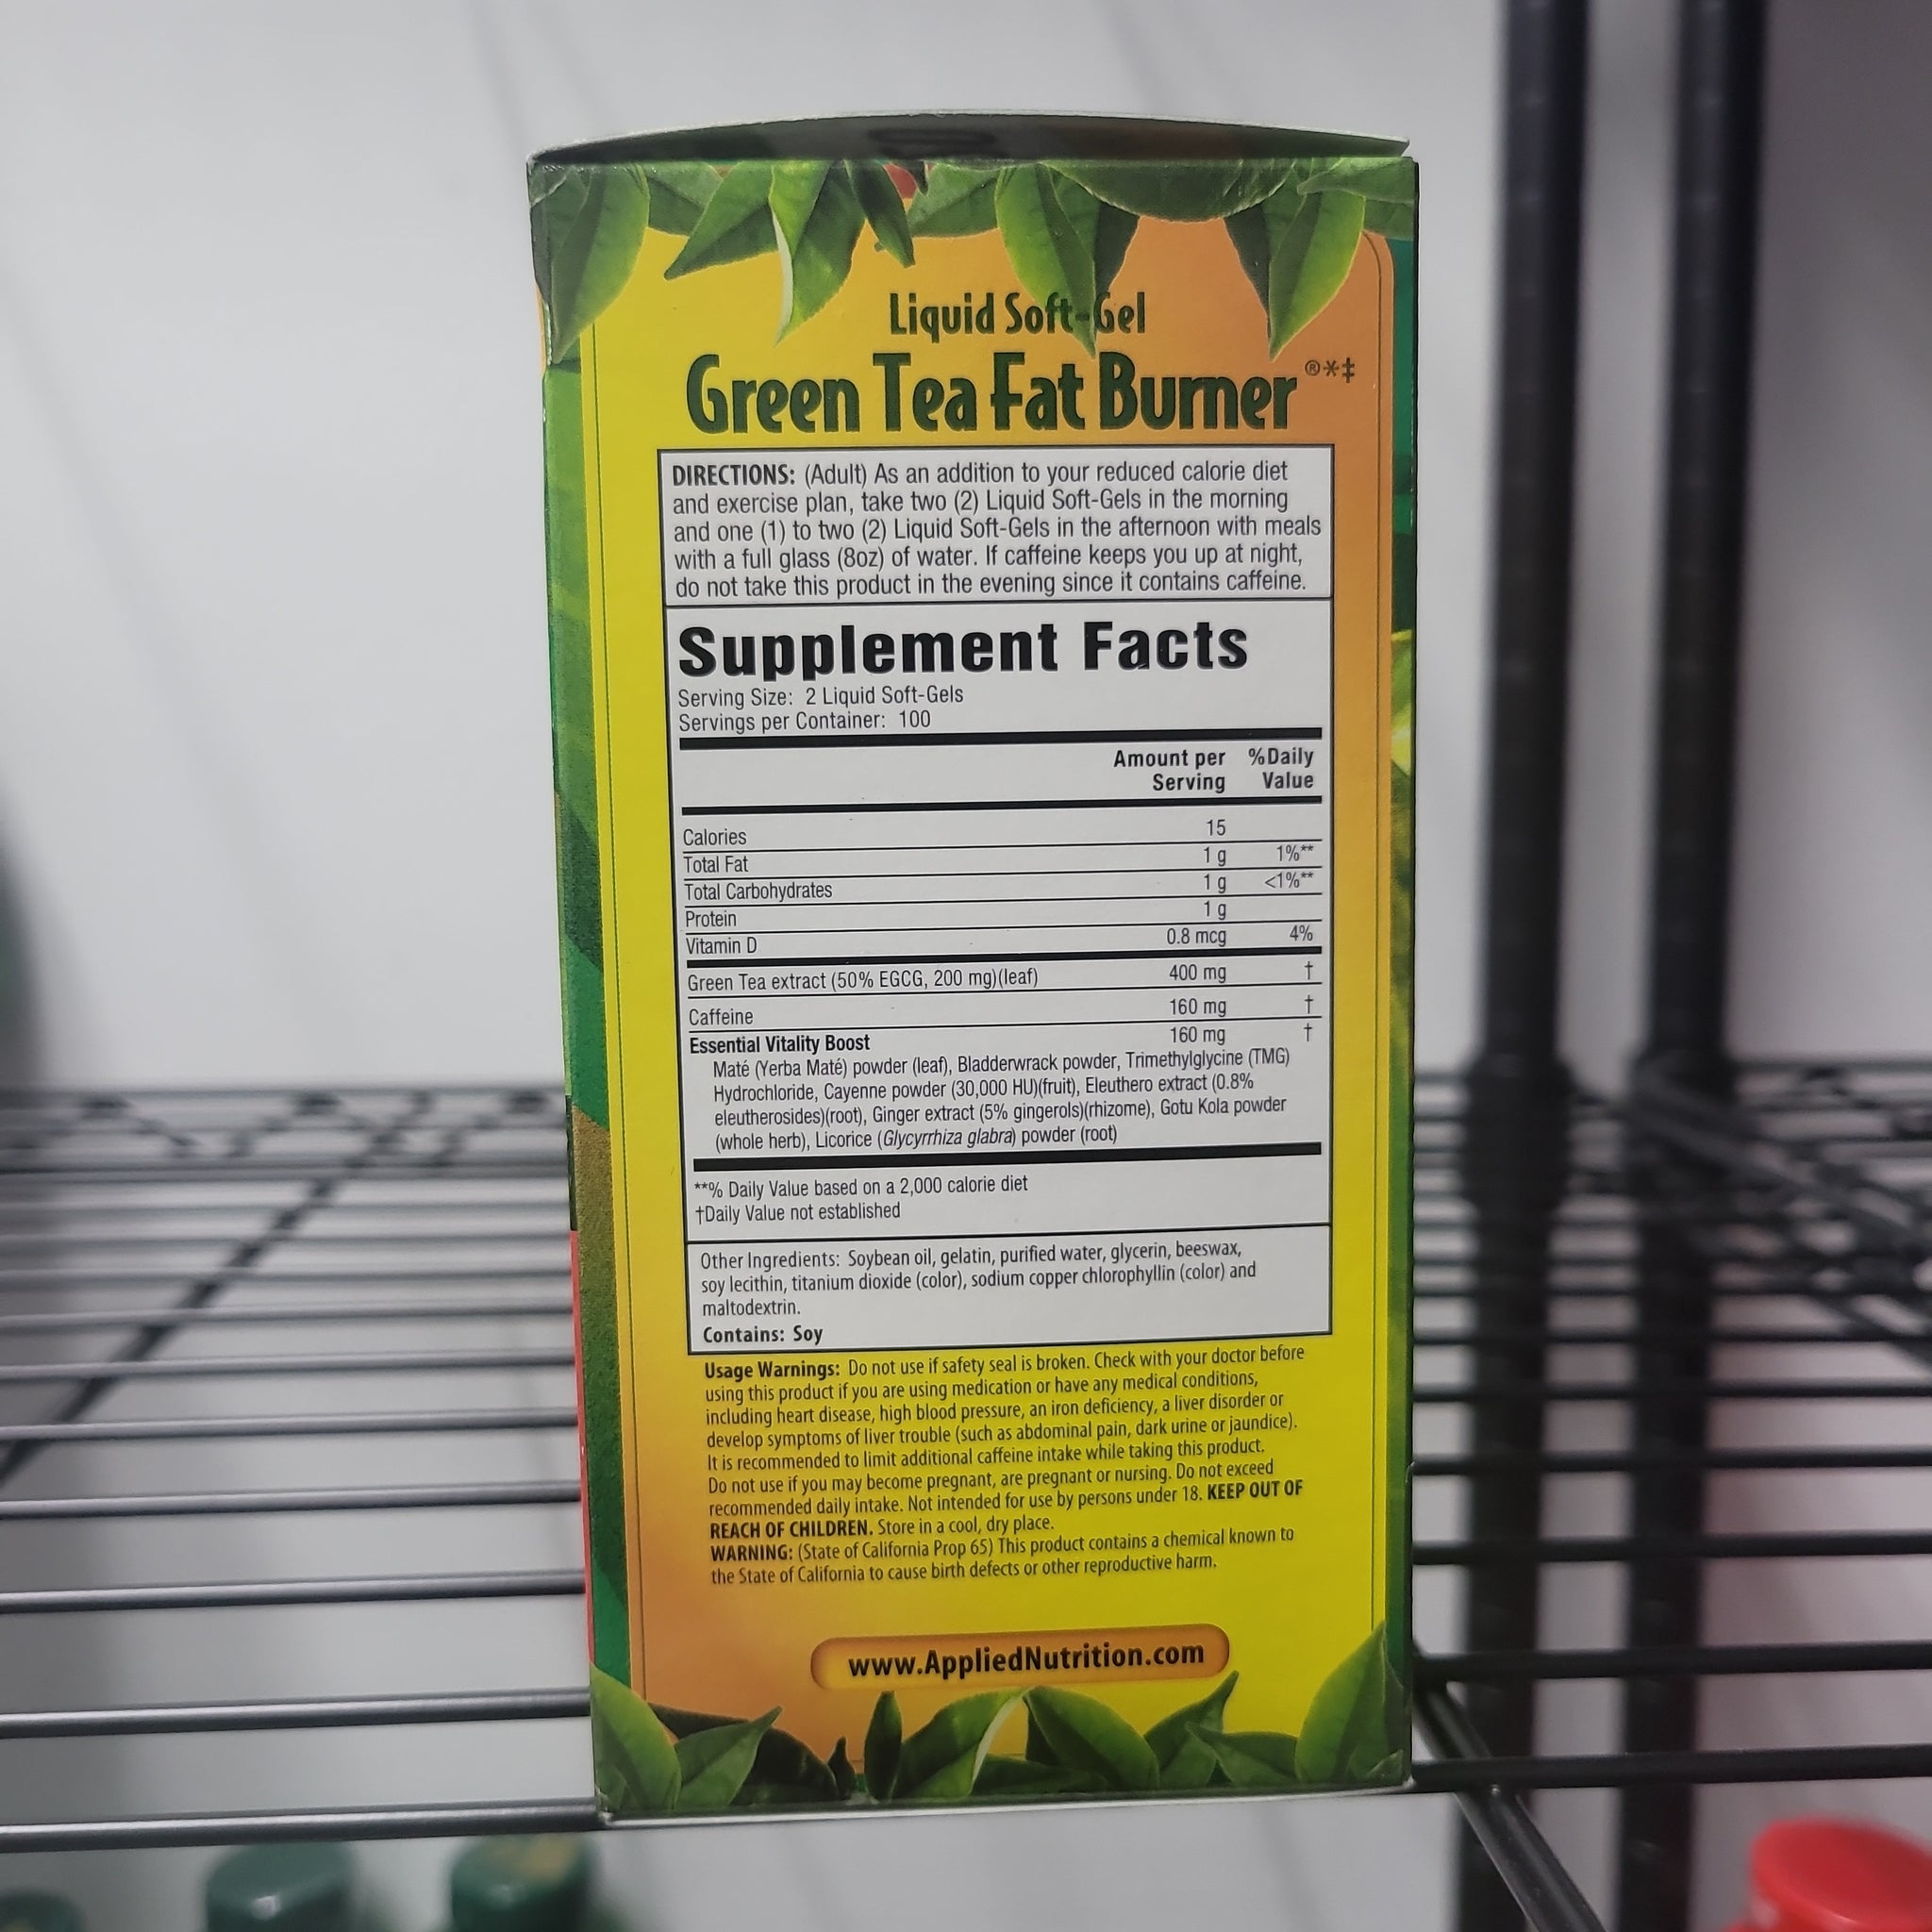 Liquid Soft-Gel
Green Tea Fat Burner®*‡
DIRECTIONS: (Adult) As an addition to your reduced calorie diet
and exercise plan, take two (2) Liquid Soft-Gels in the morning
and one (1) to two (2) Liquid Soft-Gels in the afternoon with meals
with a full glass (8oz) of water. If caffeine keeps you up at night,
do not take this product in the evening since it contains caffeine.
Supplement Facts
Serving Size: 2 Liquid Soft-Gels
Servings per Container: 100
Amount per %Daily
Serving Value
Calories 15
Total Fat 1 g 1%**
Total Carbohydrates 1 g <1%**
Protein 1 g
Vitamin D 0.8 mcg 4%
Green Tea extract (50% EGCG, 200 mg)(leaf) 400 mg †
Caffeine 160 mg †
Essential Vitality Boost 160 mg †
Maté (Yerba Maté) powder (leaf), Bladderwrack powder, Trimethylglycine (TMG)
Hydrochloride, Cayenne powder (30,000 HU)(fruit), Eleuthero extract (0.8%
eleutherosides)(root), Ginger extract (5% gingerols)(rhizome), Gotu Kola powder
(whole herb), Licorice (Glycyrrhiza glabra) powder (root)
**% Daily Value based on a 2,000 calorie diet
†Daily Value not established
Other Ingredients: Soybean oil, gelatin, purified water, glycerin, beeswax,
soy lecithin, titanium dioxide (color), sodium copper chlorophyllin (color) and
maltodextrin.
Contains: Soy
Usage Warnings: Do not use if safety seal is broken. Check with your doctor before
using this product if you are using medication or have any medical conditions,
including heart disease, high blood pressure, an iron deficiency, a liver disorder or
develop symptoms of liver trouble (such as abdominal pain, dark urine or jaundice).
It is recommended to limit additional caffeine intake while taking this product.
Do not use if you may become pregnant, are pregnant or nursing. Do not exceed
recommended daily intake. Not intended for use by persons under 18. KEEP OUT OF
REACH OF CHILDREN. Store in a cool, dry place.
WARNING: (State of California Prop 65) This product contains a chemical known to
the State of California to cause birth defects or other reproductive harm.
www.AppliedNutrition.com